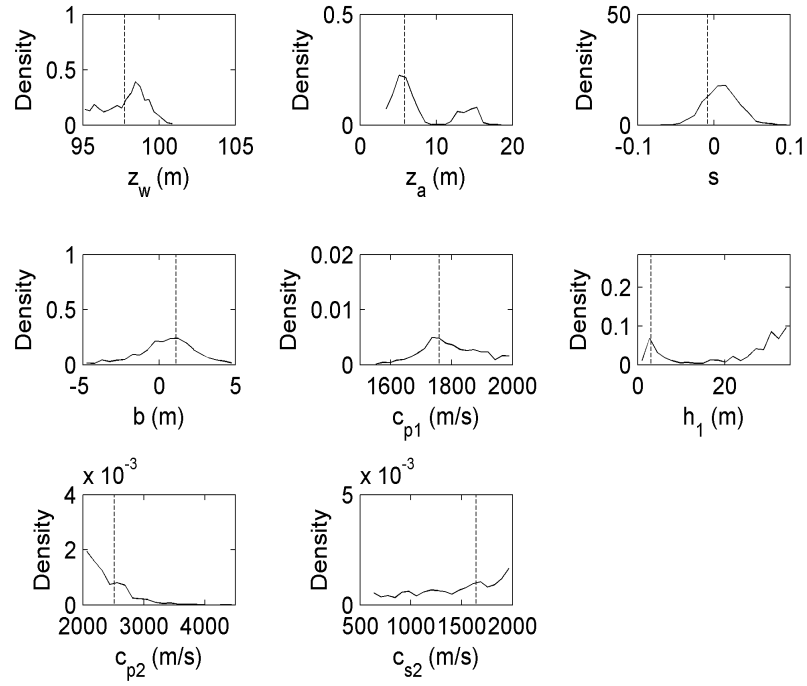 1
0.5
0
Density
95 100 105
z_w (m)
0.5
0
Density
0 10 20
z_a (m)
50
0
Density
-0.1 0 0.1
s
1
0.5
0
Density
-5 0 5
b (m)
0.02
0.01
0
Density
1600 1800 2000
c_p1 (m/s)
0.2
0.1
0
Density
0 20
h_1 (m)
x 10^-3
4
2
0
Density
2000 3000 4000
c_p2 (m/s)
x 10^-3
5
0
Density
500 1000 1500 2000
c_s2 (m/s)